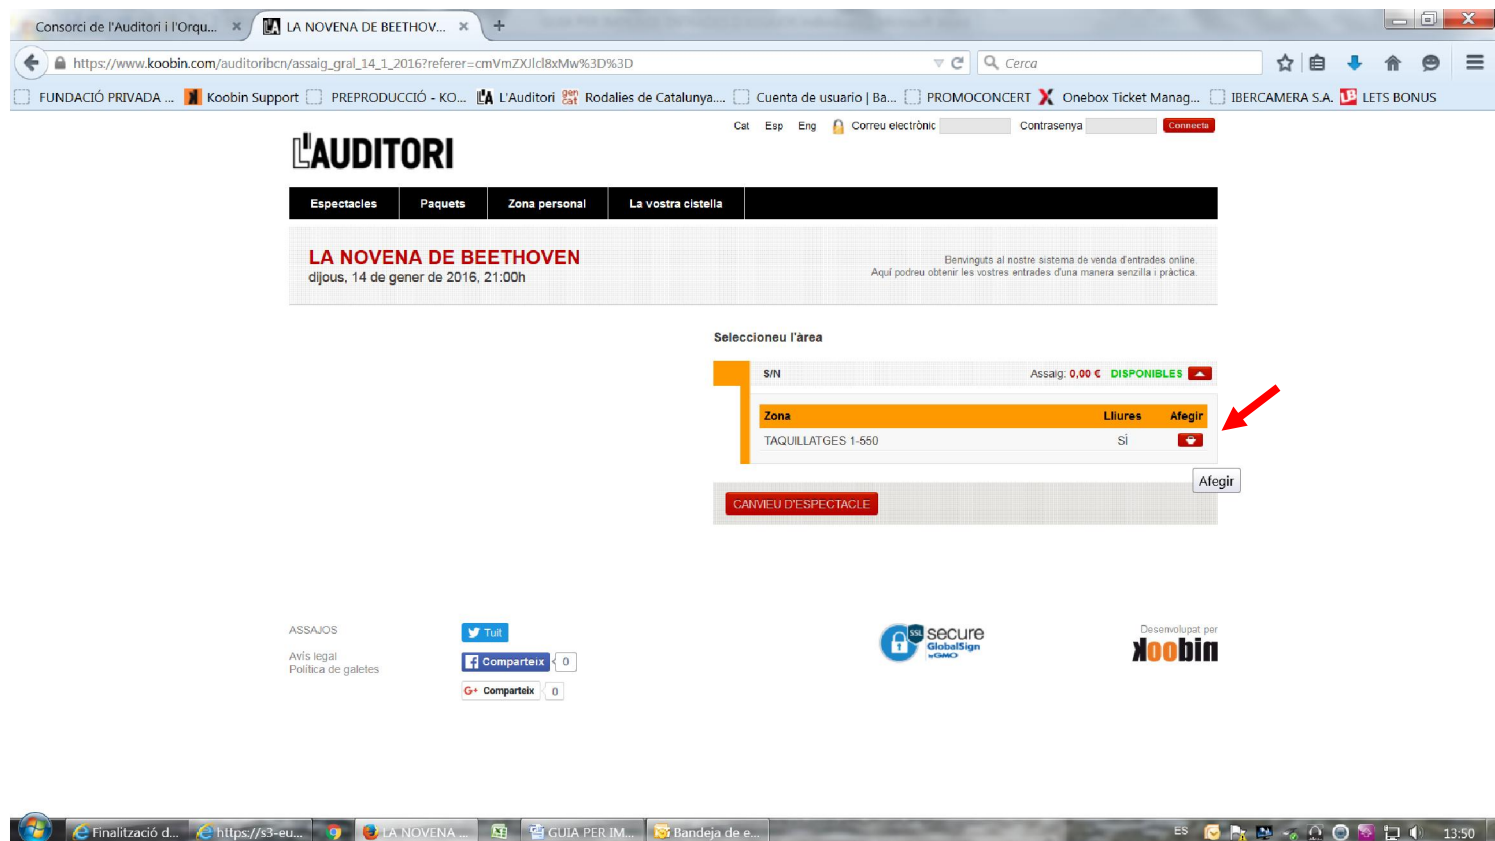 Consorci de l'Auditori i l'Orqu...
LA NOVENA DE BEETHOV...
https://www.koobin.com/auditoribcn/assaig_gral_14_1_2016?referer=cmVmZXJlcl8xMw%3D%3D
Cerca
FUNDACIÓ PRIVADA ... Koobin Support PREPRODUCCIÓ - KO... L'Auditori Rodalies de Catalunya.... Cuenta de usuario | Ba... PROMOCONCERT Onebox Ticket Manag... IBERCAMERA S.A. LETS BONUS
Cat Esp Eng Correu electrònic Contrasenya Connecta
L'AUDITORI
Espectacles Paquets Zona personal La vostra cistella
LA NOVENA DE BEETHOVEN
dijous, 14 de gener de 2016, 21:00h
Benvinguts al nostre sistema de venda d'entrades online.
Aquí podreu obtenir les vostres entrades d'una manera senzilla i pràctica.
Seleccioneu l'àrea
S/N Assaig: 0,00 € DISPONIBLES
Zona Lliures Afegir
TAQUILLATGES 1-550 SÌ
Afegir
CANVIEU D'ESPECTACLE
ASSAJOS
Avís legal
Política de galetes
Tuit
Comparteix 0
G+ Comparteix 0
SSL secure
GlobalSign
by GMO
Desenvolupat per
koobin
Finalització d... https://s3-eu... LA NOVENA ... GUIA PER IM... Bandeja de e... ES 13:50